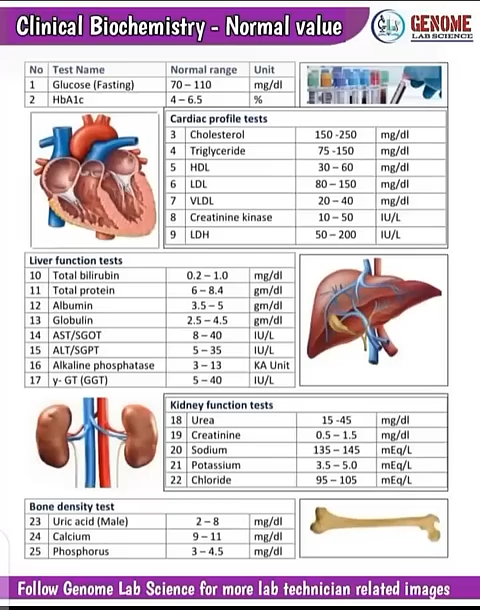 Clinical Biochemistry - Normal value
GENOME
LAB SCIENCE
No Test Name Normal range Unit
1 Glucose (Fasting) 70 – 110 mg/dl
2 HbA1c 4 – 6.5 %
Cardiac profile tests
3 Cholesterol 150 -250 mg/dl
4 Triglyceride 75 -150 mg/dl
5 HDL 30 – 60 mg/dl
6 LDL 80 – 150 mg/dl
7 VLDL 20 – 40 mg/dl
8 Creatinine kinase 10 – 50 IU/L
9 LDH 50 – 200 IU/L
Liver function tests
10 Total bilirubin 0.2 – 1.0 mg/dl
11 Total protein 6 – 8.4 gm/dl
12 Albumin 3.5 – 5 gm/dl
13 Globulin 2.5 – 4.5 gm/dl
14 AST/SGOT 8 – 40 IU/L
15 ALT/SGPT 5 – 35 IU/L
16 Alkaline phosphatase 3 – 13 KA Unit
17 γ- GT (GGT) 5 – 40 IU/L
Kidney function tests
18 Urea 15 -45 mg/dl
19 Creatinine 0.5 – 1.5 mg/dl
20 Sodium 135 – 145 mEq/L
21 Potassium 3.5 – 5.0 mEq/L
22 Chloride 95 – 105 mEq/L
Bone density test
23 Uric acid (Male) 2 – 8 mg/dl
24 Calcium 9 – 11 mg/dl
25 Phosphorus 3 – 4.5 mg/dl
Follow Genome Lab Science for more lab technician related images